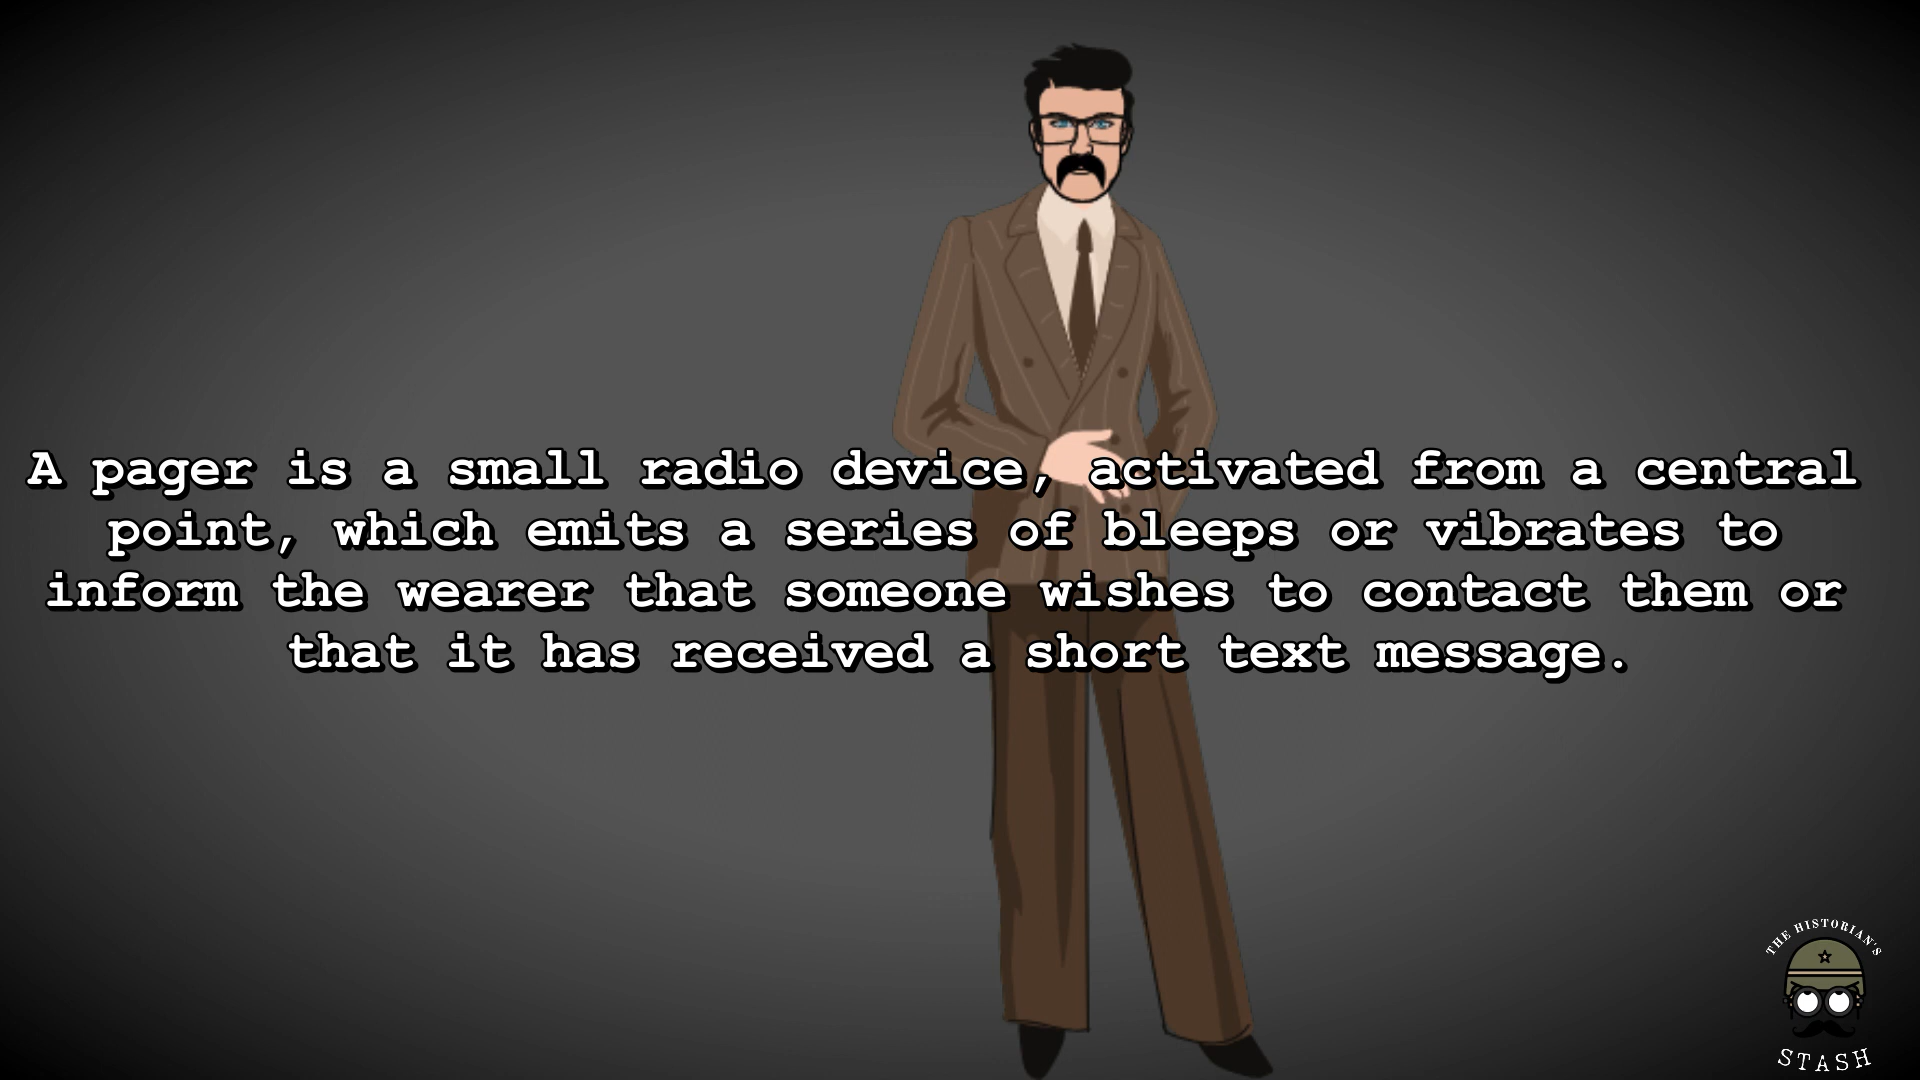 A pager is a small radio device, activated from a central
point, which emits a series of bleeps or vibrates to
inform the wearer that someone wishes to contact them or
that it has received a short text message.
THE HISTORIAN'S
STASH